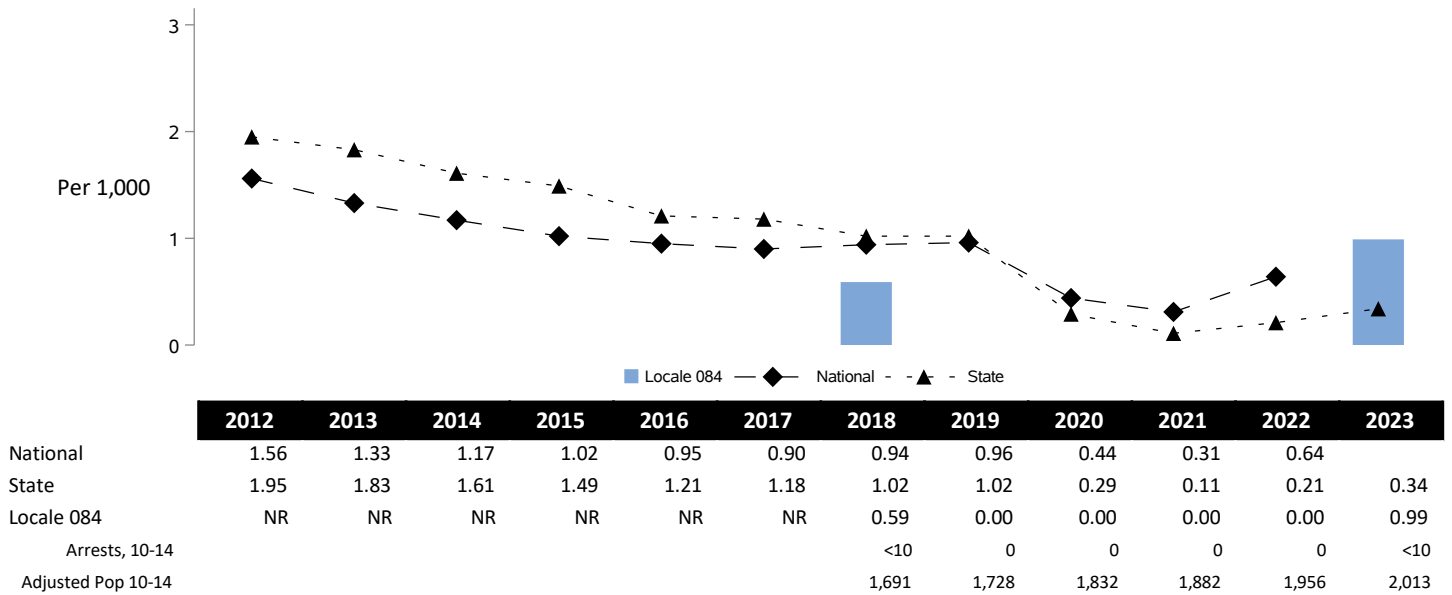 3
2
Per 1,000
1
0
Locale 084 National State
2012 2013 2014 2015 2016 2017 2018 2019 2020 2021 2022 2023
National 1.56 1.33 1.17 1.02 0.95 0.90 0.94 0.96 0.44 0.31 0.64
State 1.95 1.83 1.61 1.49 1.21 1.18 1.02 1.02 0.29 0.11 0.21 0.34
Locale 084 NR NR NR NR NR NR 0.59 0.00 0.00 0.00 0.00 0.99
Arrests, 10-14 <10 0 0 0 0 <10
Adjusted Pop 10-14 1,691 1,728 1,832 1,882 1,956 2,013